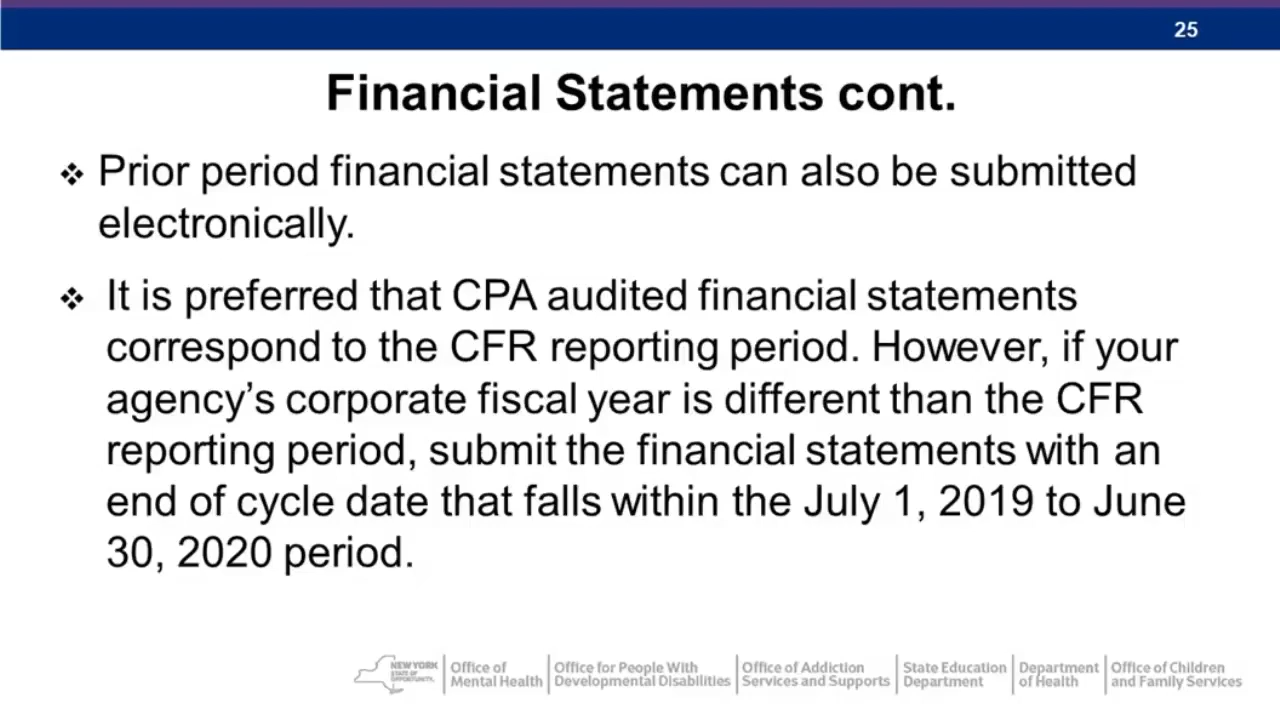 25
Financial Statements cont.
❖ Prior period financial statements can also be submitted
electronically.
❖ It is preferred that CPA audited financial statements
correspond to the CFR reporting period. However, if your
agency’s corporate fiscal year is different than the CFR
reporting period, submit the financial statements with an
end of cycle date that falls within the July 1, 2019 to June
30, 2020 period.
NEW YORK
STATE OF
OPPORTUNITY.
Office of
Mental Health
Office for People With
Developmental Disabilities
Office of Addiction
Services and Supports
State Education
Department
Department
of Health
Office of Children
and Family Services